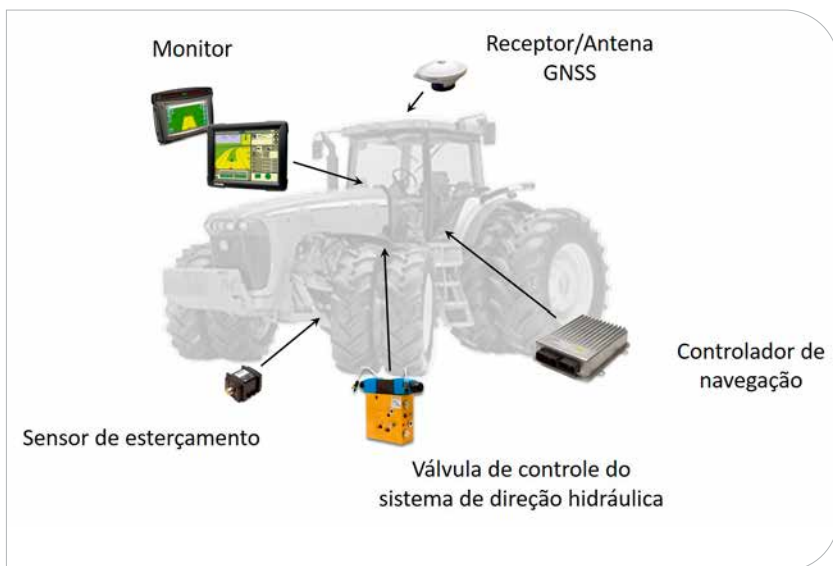 Monitor
Receptor/Antena
GNSS
Controlador de
navegação
Sensor de esterçamento
Válvula de controle do
sistema de direção hidráulica